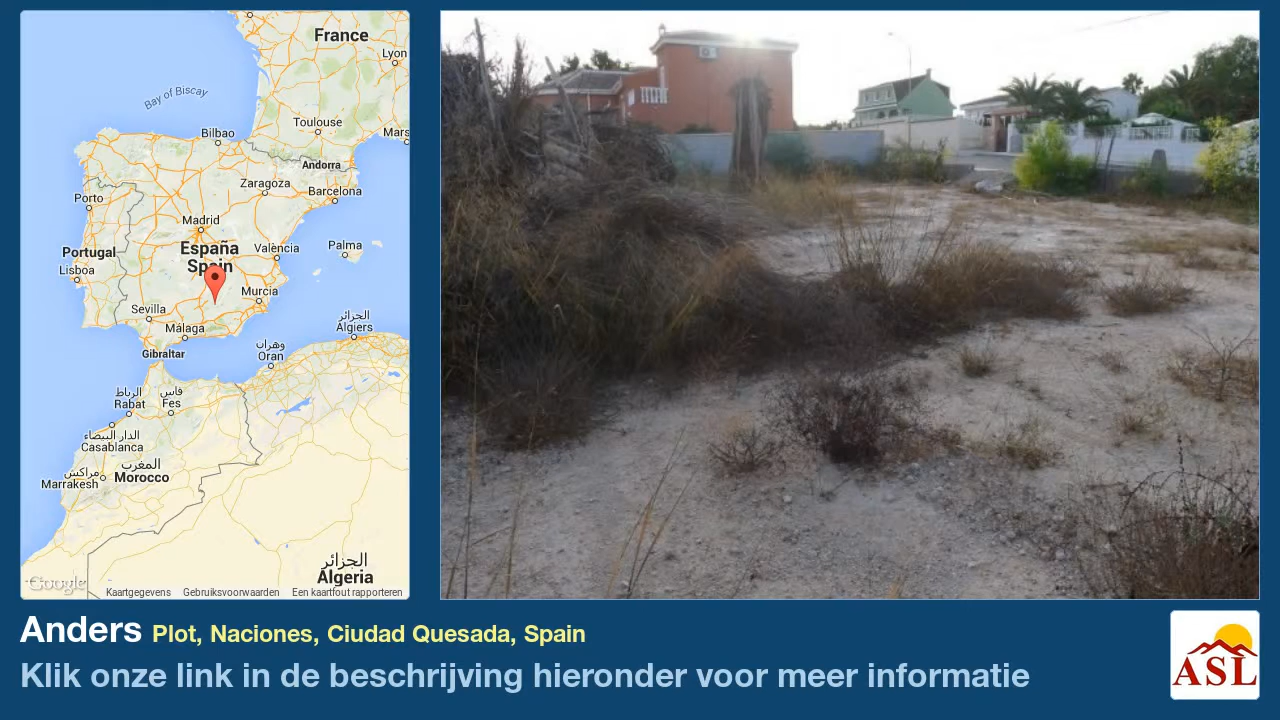 France
Lyon
Bay of Biscay
Toulouse
Bilbao
Mars
Andorra
Zaragoza
Barcelona
Porto
Madrid
España
Spain
València
Palma
Portugal
Lisboa
Murcia
Sevilla
Málaga
الجزائر
Algiers
Gibraltar
وهران
Oran
الرباط
Rabat
فاس
Fes
الدار البيضاء
Casablanca
مراكش
Marrakesh
المغرب
Morocco
الجزائر
Algeria
Google
Kaartgegevens Gebruiksvoorwaarden Een kaartfout rapporteren
Anders Plot, Naciones, Ciudad Quesada, Spain
Klik onze link in de beschrijving hieronder voor meer informatie
ASL